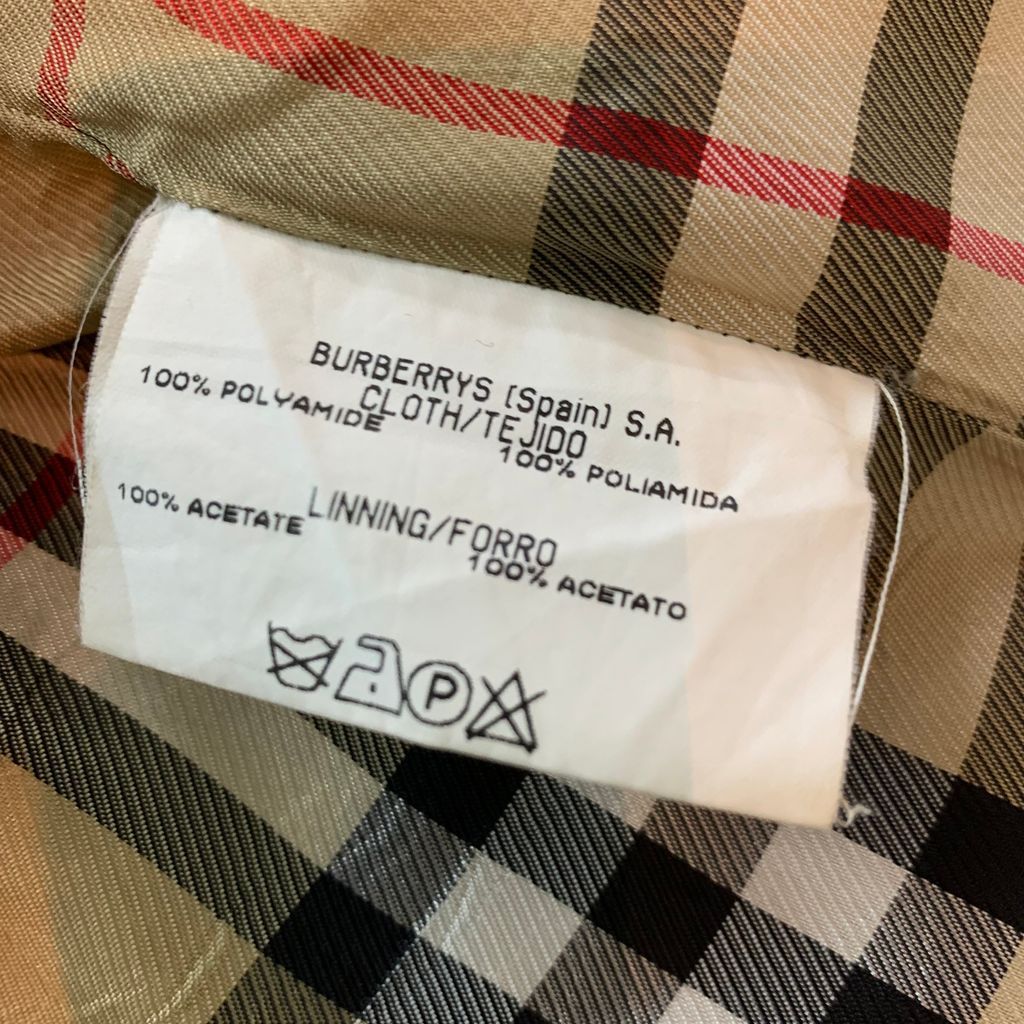 BURBERRYS (Spain) S.A.
CLOTH/TEJIDO
100% POLYAMIDE
100% POLIAMIDA
LINNING/FORRO
100% ACETATE
100% ACETATO
P